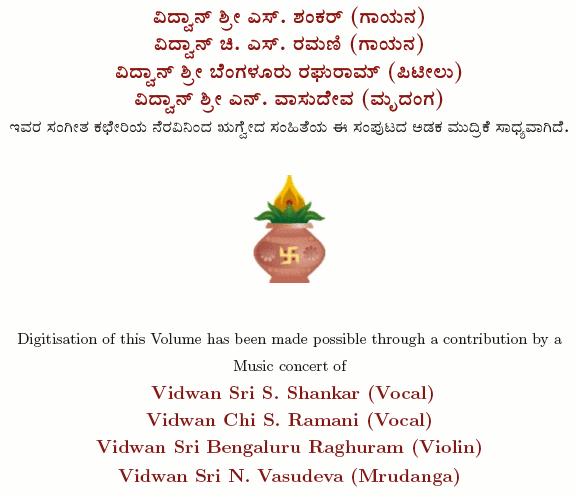 ವಿದ್ವಾನ್ ಶ್ರೀ ಎಸ್. ಶಂಕರ್ (ಗಾಯನ)
ವಿದ್ವಾನ್ ಚಿ. ಎಸ್. ರಮಣಿ (ಗಾಯನ)
ವಿದ್ವಾನ್ ಶ್ರೀ ಬೆಂಗಳೂರು ರಘುರಾಮ್ (ಪಿಟೀಲು)
ವಿದ್ವಾನ್ ಶ್ರೀ ಎನ್. ವಾಸುದೇವ (ಮೃದಂಗ)
ಇವರ ಸಂಗೀತ ಕಛೇರಿಯ ನೆರವಿನಿಂದ ಋಗ್ವೇದ ಸಂಹಿತೆಯ ಈ ಸಂಪುಟದ ಅಡಕ ಮುದ್ರಿಕೆ ಸಾಧ್ಯವಾಗಿದೆ.
Digitisation of this Volume has been made possible through a contribution by a
Music concert of
Vidwan Sri S. Shankar (Vocal)
Vidwan Chi S. Ramani (Vocal)
Vidwan Sri Bengaluru Raghuram (Violin)
Vidwan Sri N. Vasudeva (Mrudanga)